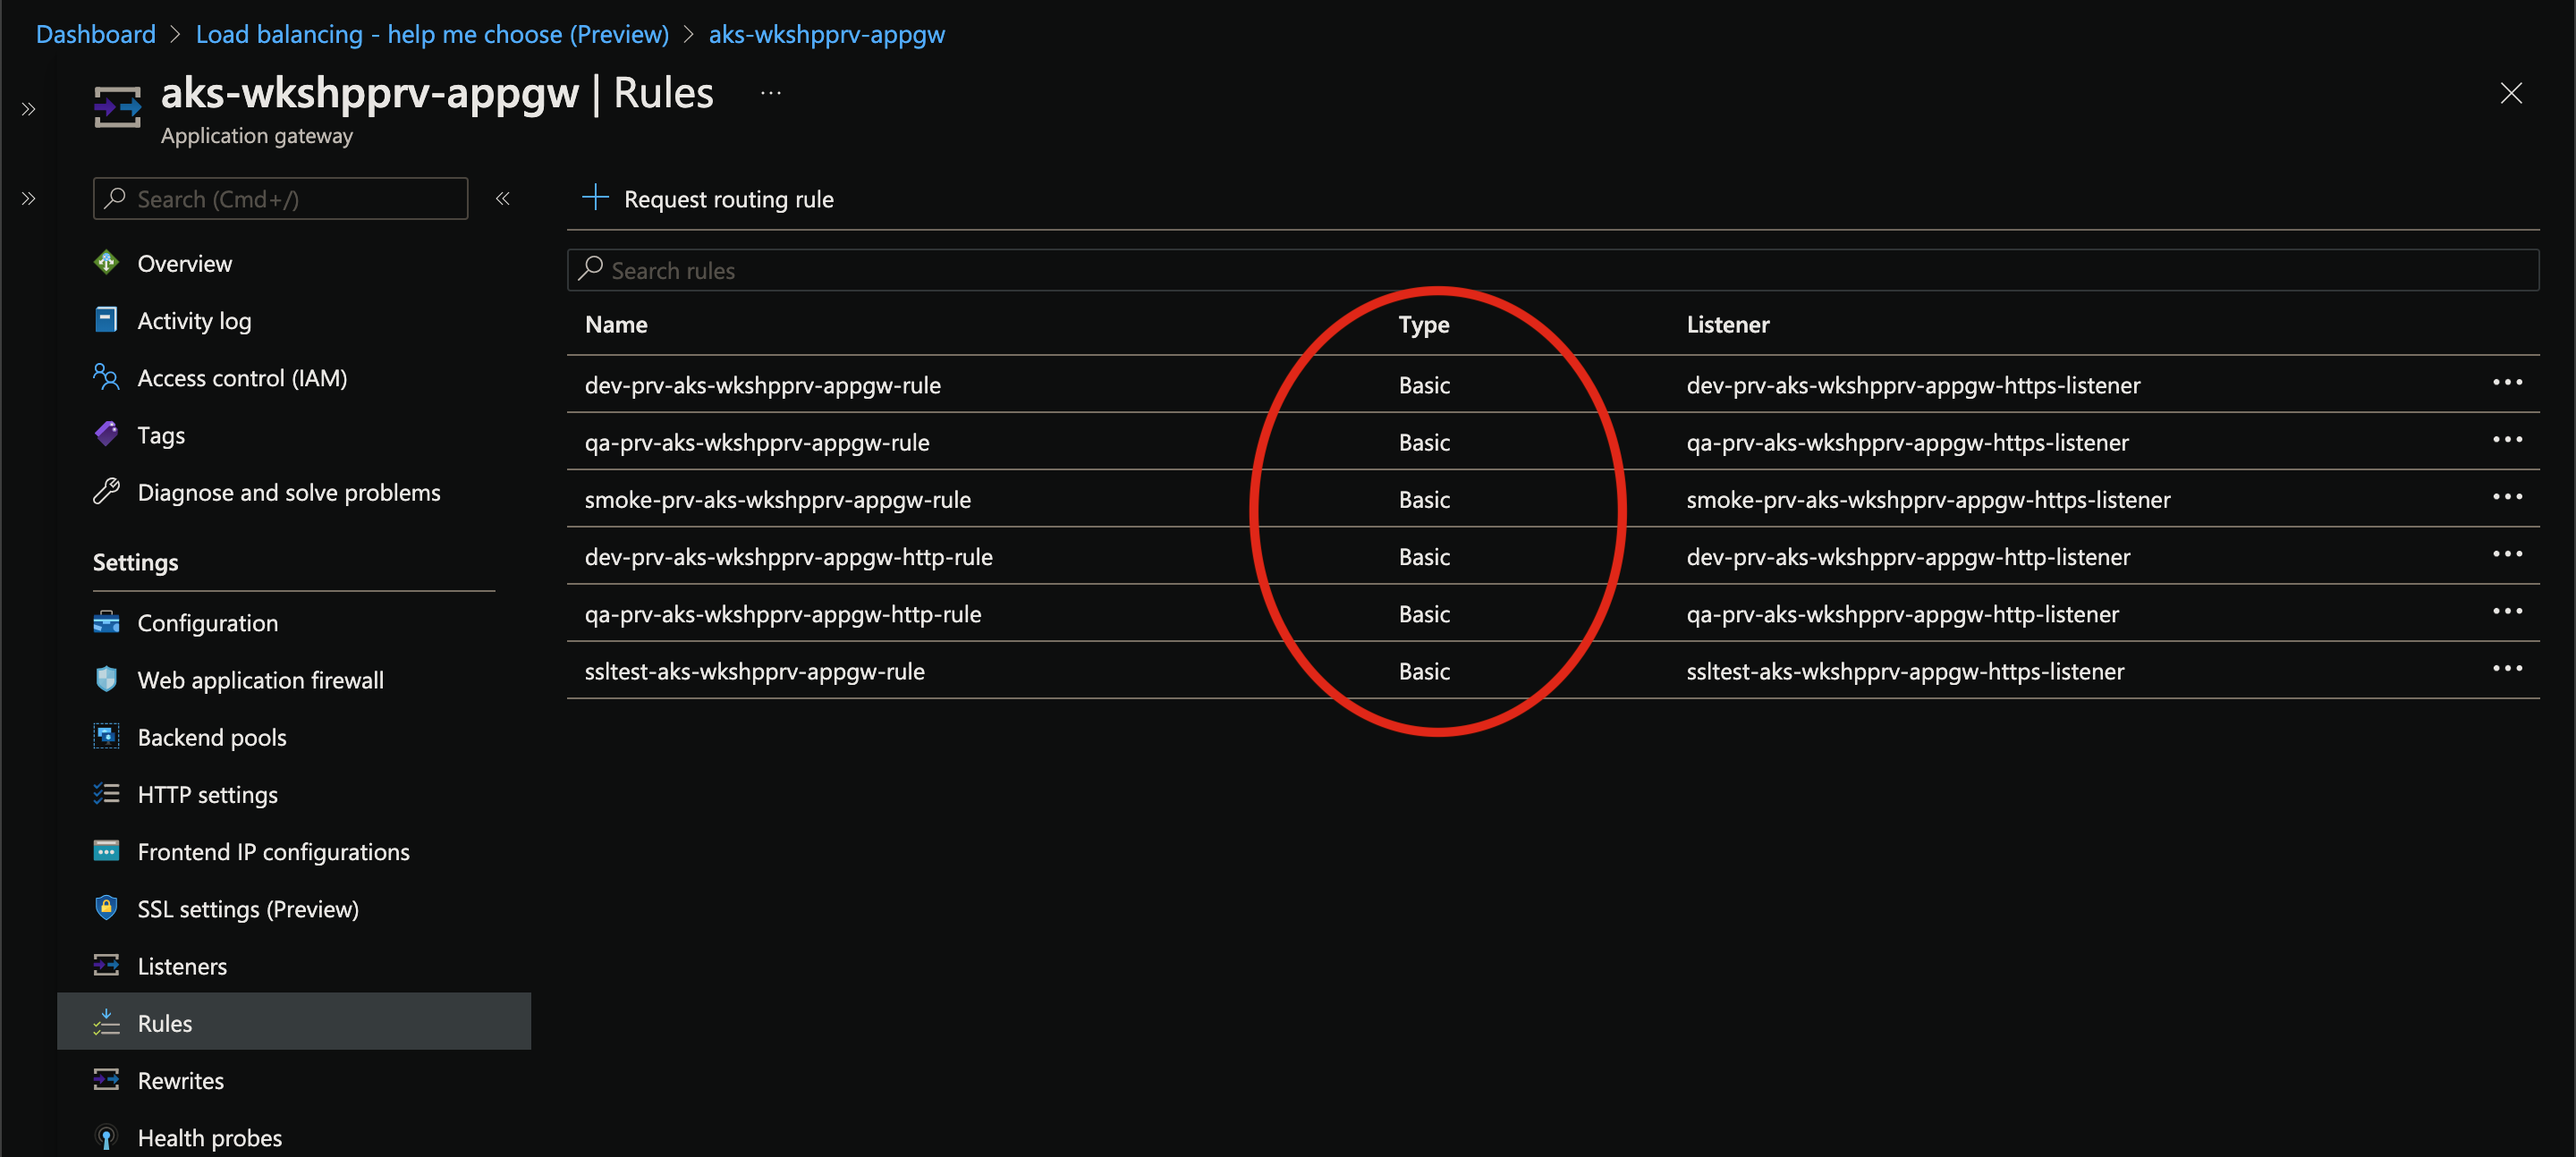 Dashboard > Load balancing - help me choose (Preview) > aks-wkshpprv-appgw
aks-wkshpprv-appgw | Rules ...
Application gateway
Search (Cmd+/)
Overview
Activity log
Access control (IAM)
Tags
Diagnose and solve problems
Settings
Configuration
Web application firewall
Backend pools
HTTP settings
Frontend IP configurations
SSL settings (Preview)
Listeners
Rules
Rewrites
Health probes
Request routing rule
Search rules
Name Type Listener
dev-prv-aks-wkshpprv-appgw-rule Basic dev-prv-aks-wkshpprv-appgw-https-listener
qa-prv-aks-wkshpprv-appgw-rule Basic qa-prv-aks-wkshpprv-appgw-https-listener
smoke-prv-aks-wkshpprv-appgw-rule Basic smoke-prv-aks-wkshpprv-appgw-https-listener
dev-prv-aks-wkshpprv-appgw-http-rule Basic dev-prv-aks-wkshpprv-appgw-http-listener
qa-prv-aks-wkshpprv-appgw-http-rule Basic qa-prv-aks-wkshpprv-appgw-http-listener
ssltest-aks-wkshpprv-appgw-rule Basic ssltest-aks-wkshpprv-appgw-https-listener